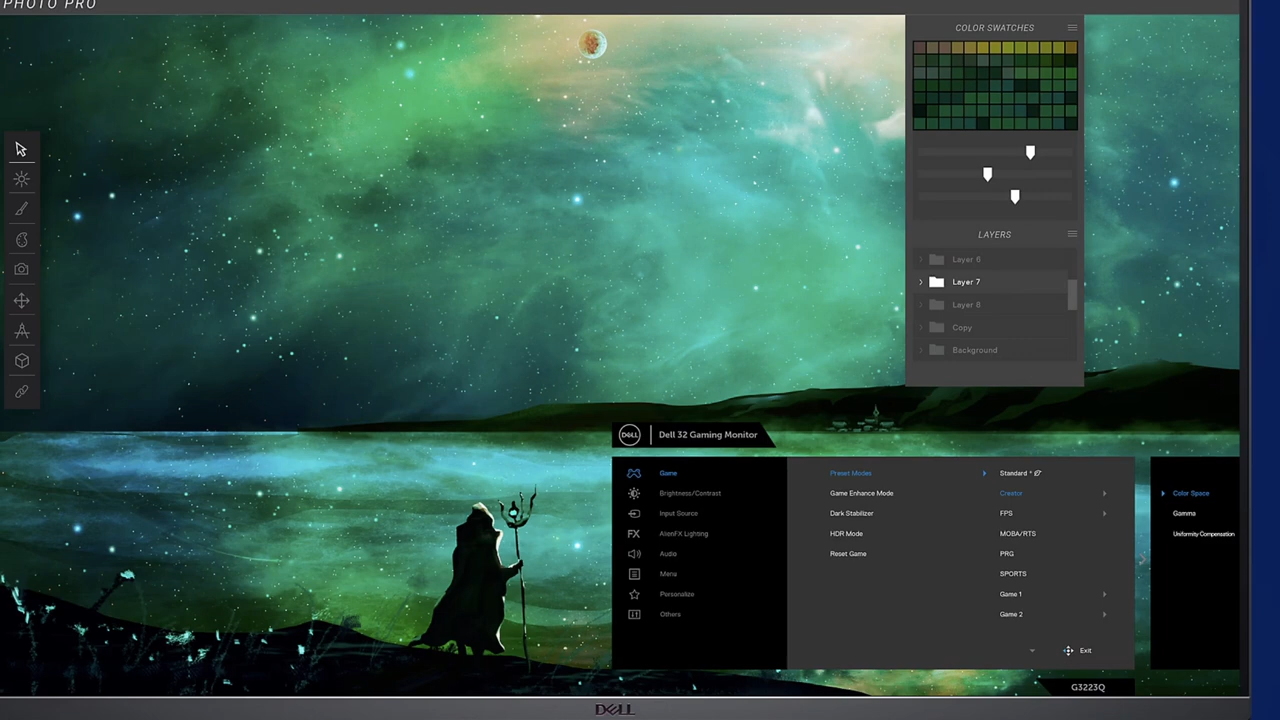 PHOTO PRO
COLOR SWATCHES
LAYERS
Layer 6
Layer 7
Layer 8
Copy
Background
DELL
Dell 32 Gaming Monitor
Game
Brightness/Contrast
Input Source
FX
AlienFX Lighting
Audio
Menu
Personalize
Others
Preset Modes
Game Enhance Mode
Dark Stabilizer
HDR Mode
Reset Game
Standard *
Creator
FPS
MOBA/RTS
PRG
SPORTS
Game 1
Game 2
Exit
Color Space
Gamma
Uniformity Compensation
G3223Q
DELL